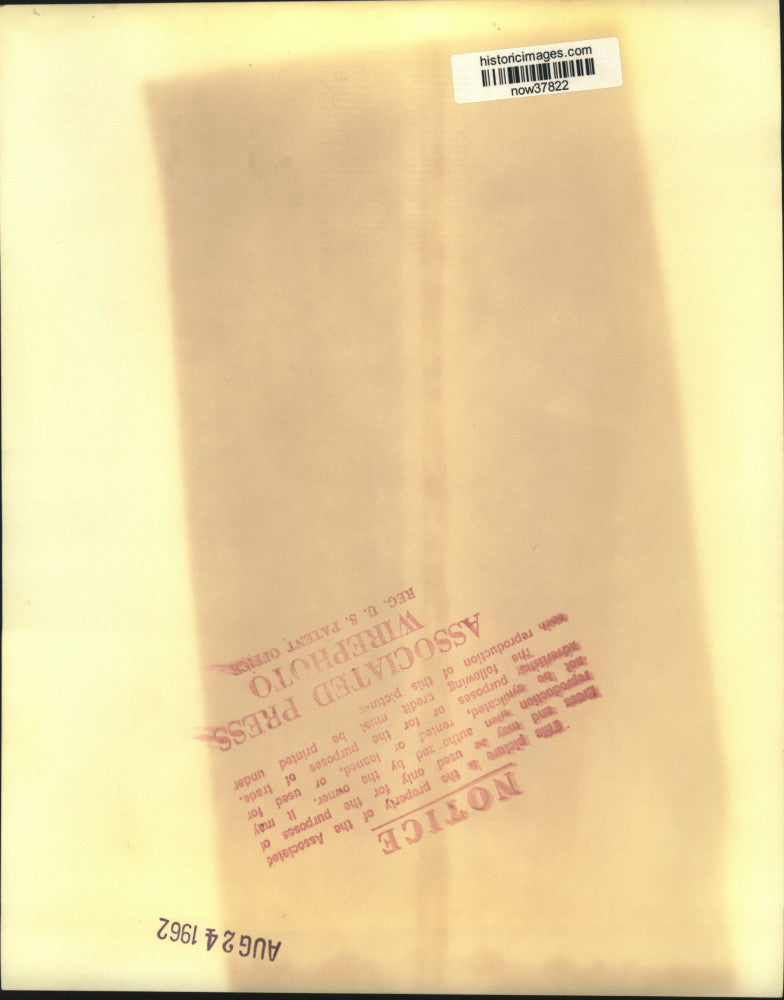 historicimages.com
now37822
NOTICE
This picture is the property of the Associated
Press and may be used only for the purposes of
reproduction when authorized by the owner. It may
not be syndicated, rented or loaned, or used for
advertising purposes or for the purposes of trade.
The following credit must be printed under
each reproduction of this picture
ASSOCIATED PRESS
WIREPHOTO
REG. U. S. PATENT OFFICE
AUG 24 1962